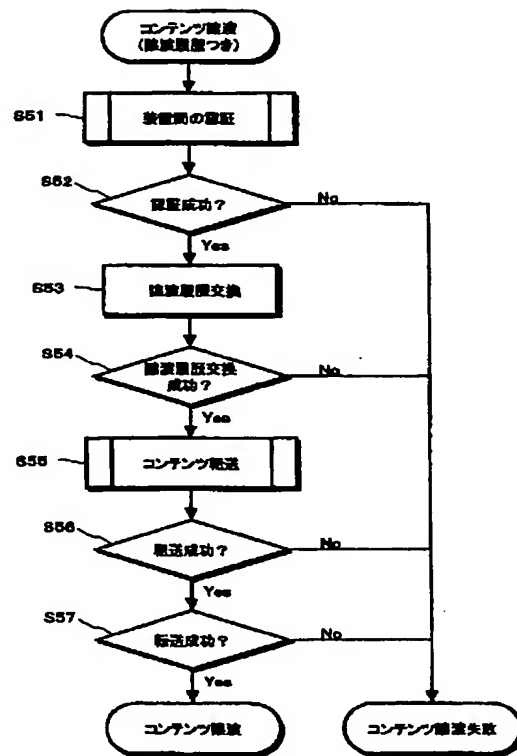 コンテンツ譲渡
(譲渡履歴つき)
S51
装置間の認証
S52
認証成功?
No
Yes
S53
譲渡履歴交換
S54
譲渡履歴交換
成功?
No
Yes
S55
コンテンツ転送
S56
転送成功?
No
Yes
S57
転送成功?
No
Yes
コンテンツ譲渡
コンテンツ譲渡失敗